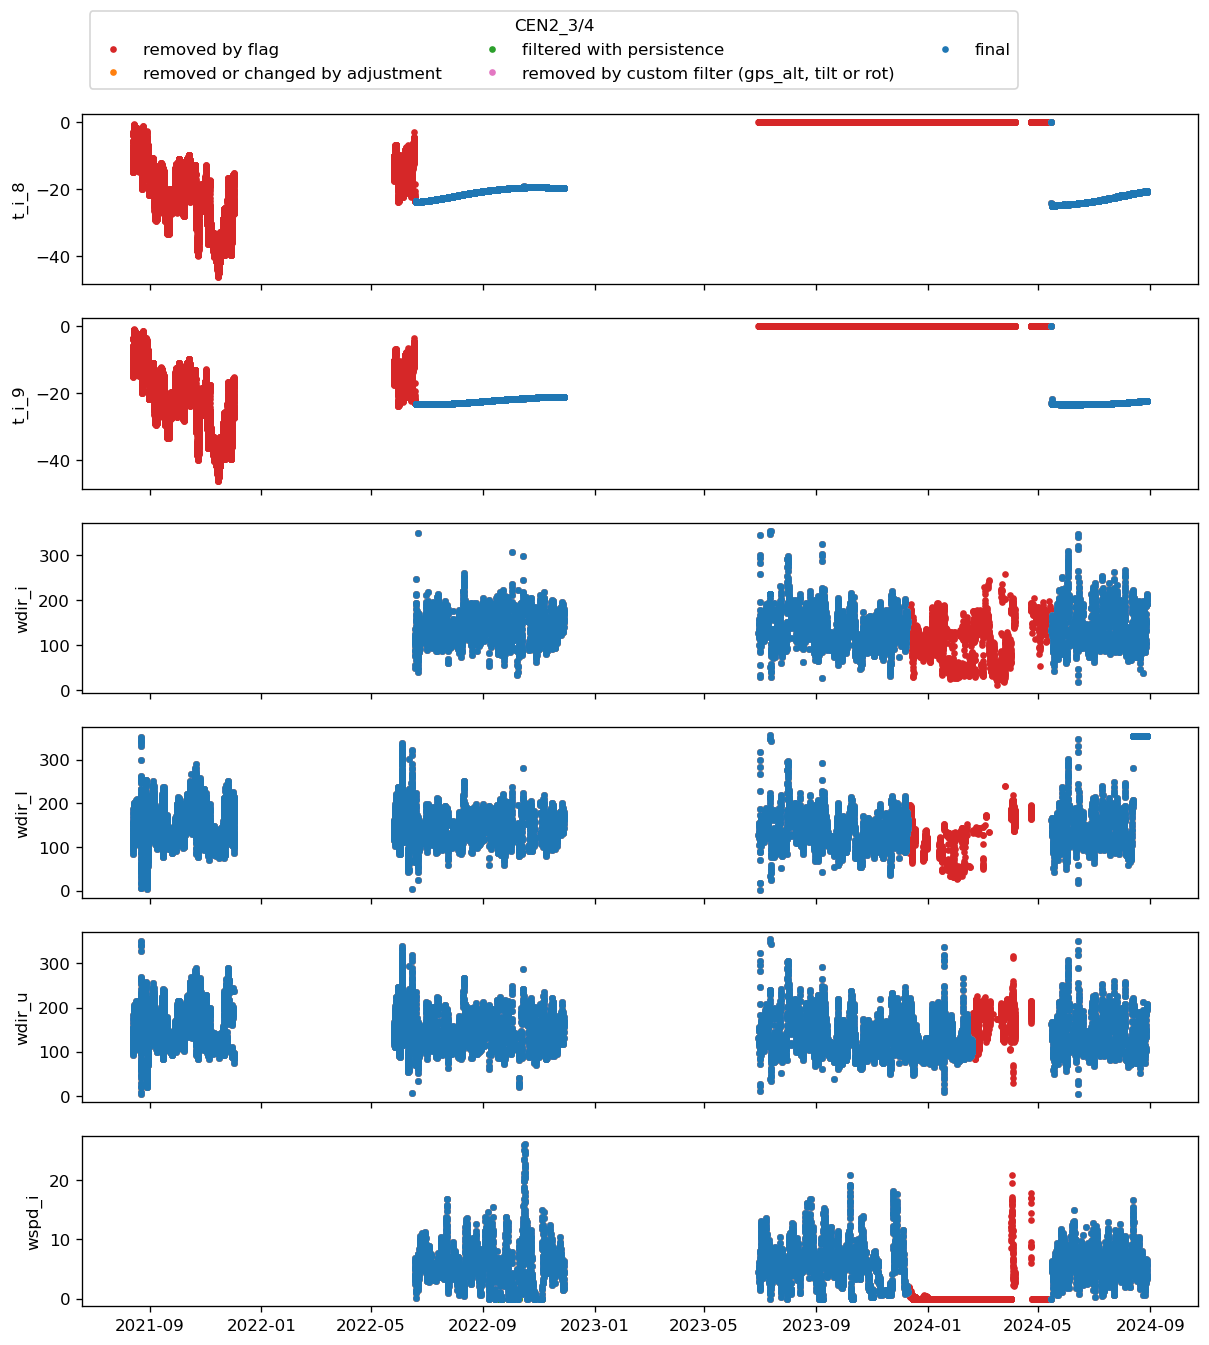 CEN2_3/4
removed by flag
removed or changed by adjustment
filtered with persistence
removed by custom filter (gps_alt, tilt or rot)
final
0
−20
−40
t_i_8
0
−20
−40
t_i_9
300
200
100
0
wdir_i
300
200
100
0
wdir_l
300
200
100
0
wdir_u
20
10
0
wspd_i
2021-09 2022-01 2022-05 2022-09 2023-01 2023-05 2023-09 2024-01 2024-05 2024-09